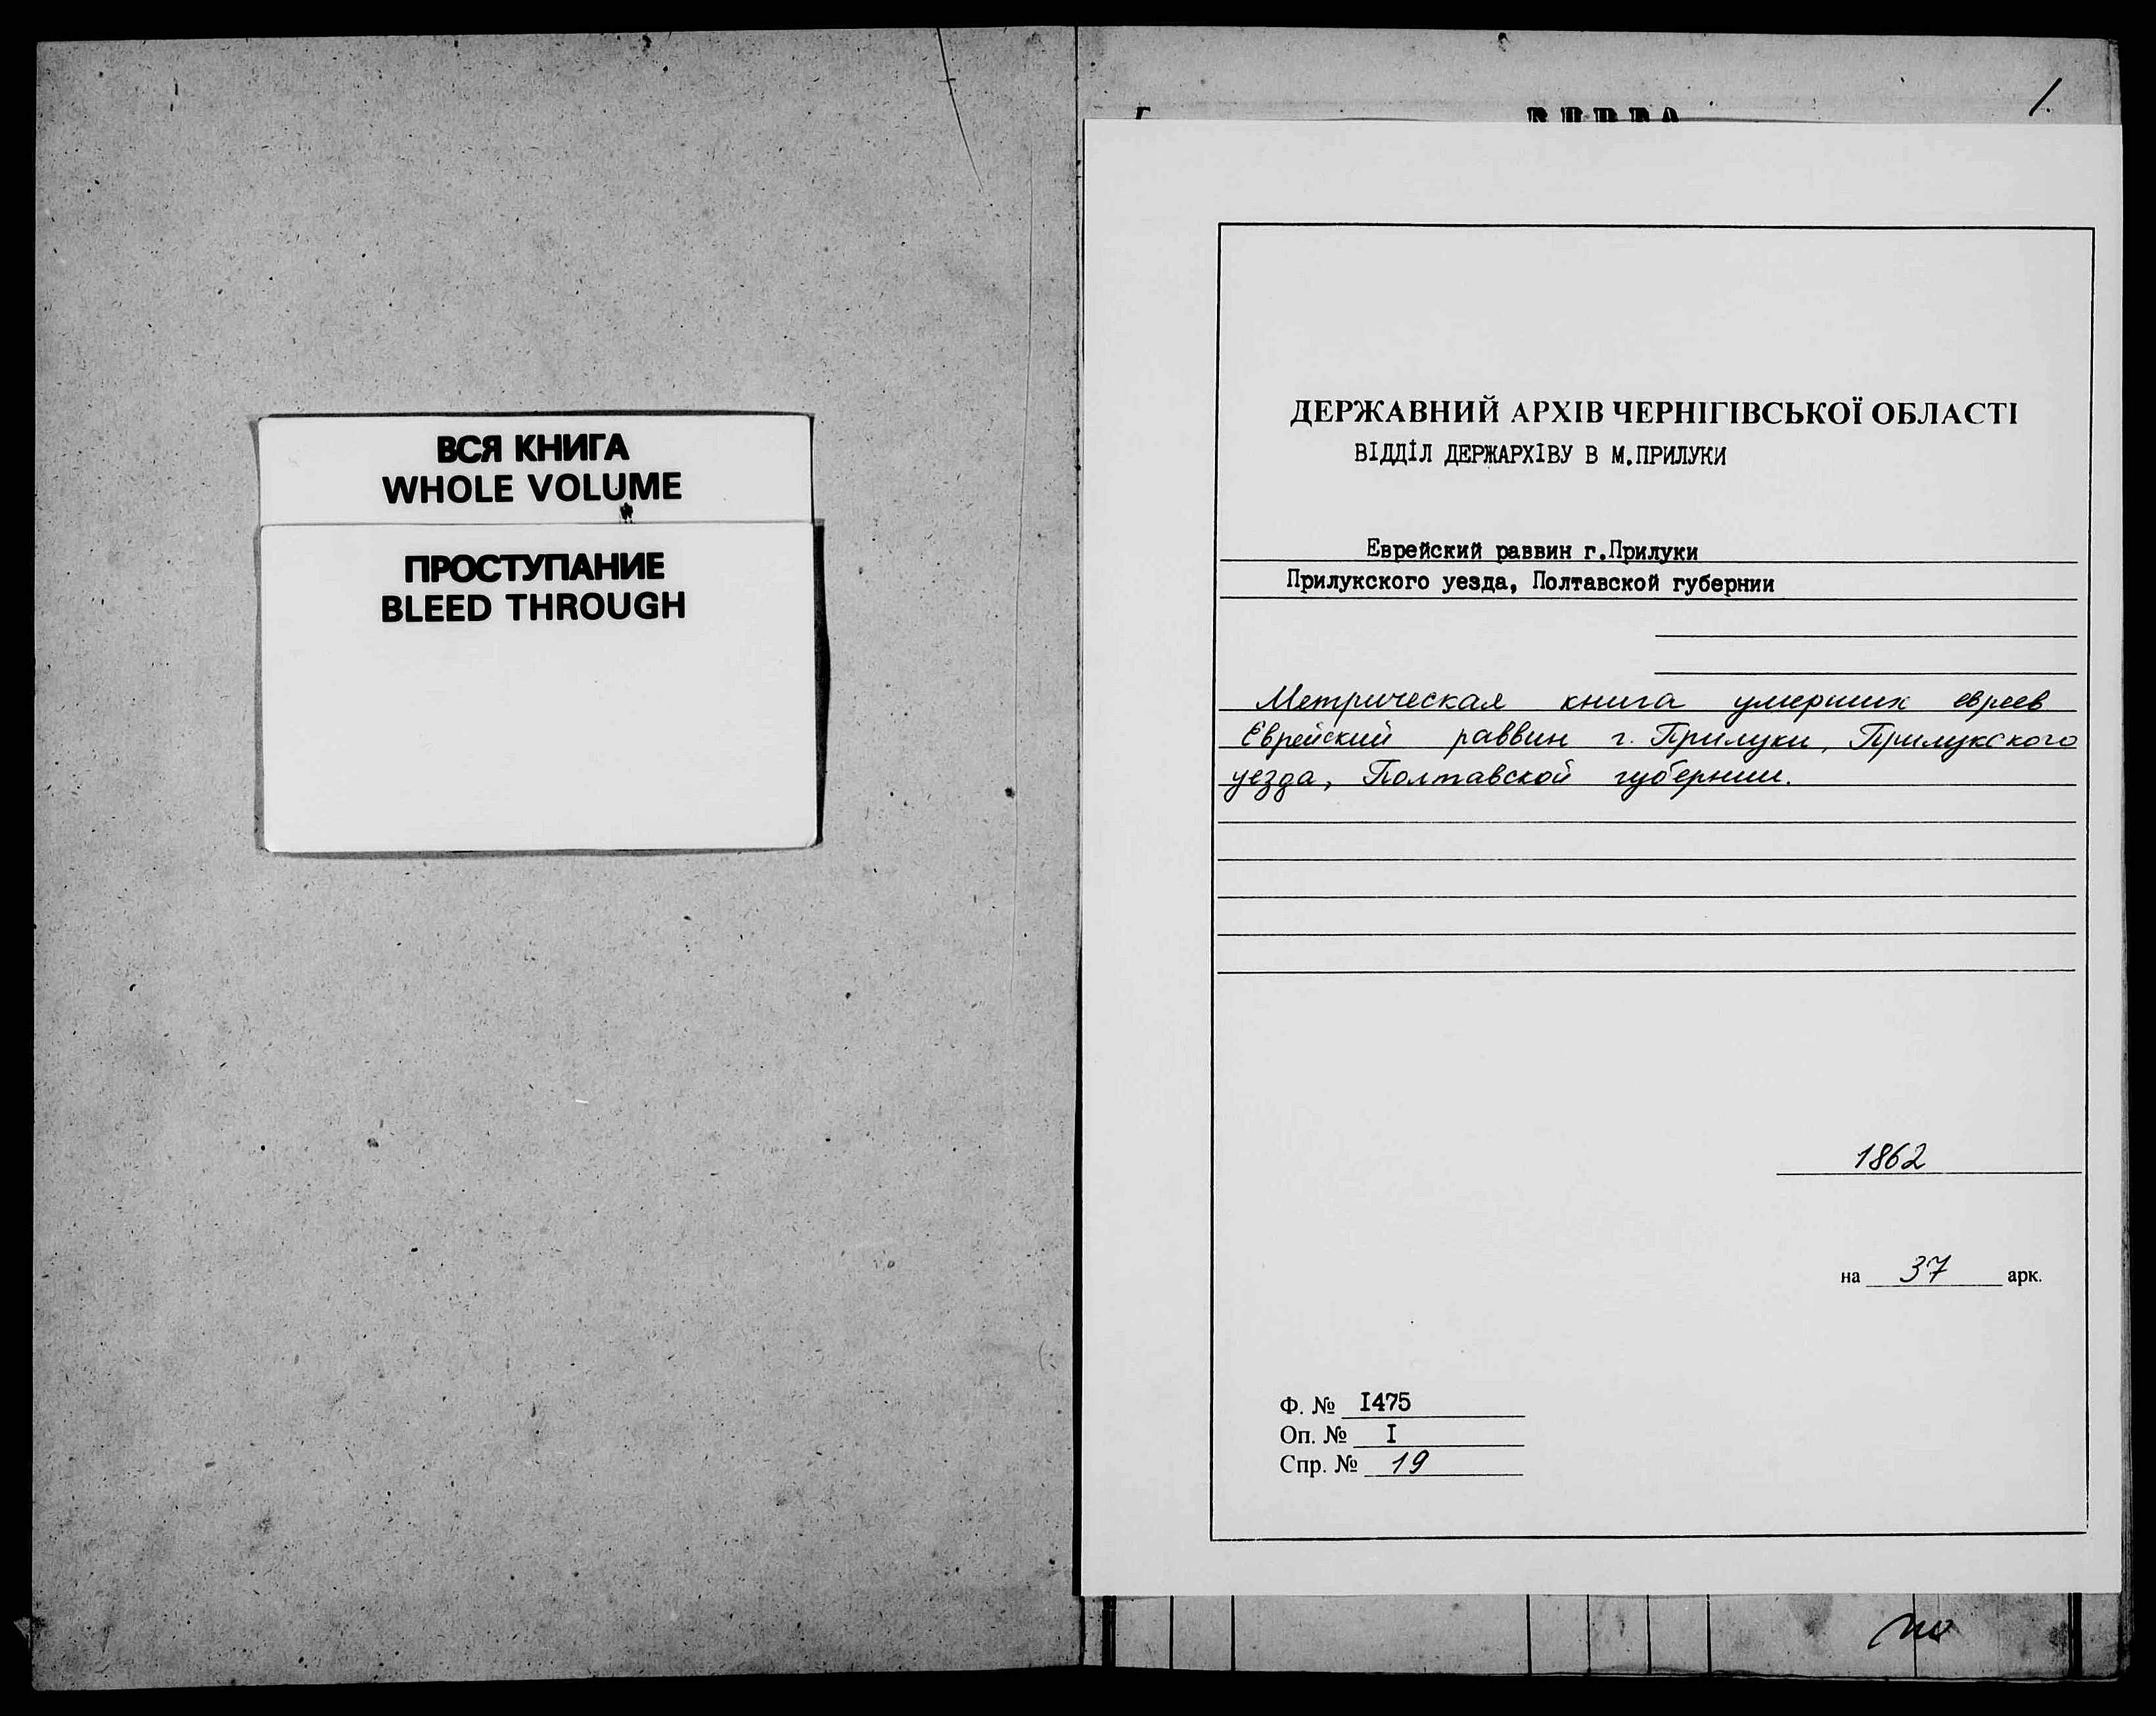 ВСЯ КНИГА
WHOLE VOLUME
ПРОСТУПАНИЕ
BLEED THROUGH
1
ДЕРЖАВНИЙ АРХІВ ЧЕРНІГІВСЬКОЇ ОБЛАСТІ
ВІДДІЛ ДЕРЖАРХІВУ В М.ПРИЛУКИ
Еврейский раввин г.Прилуки
Прилукского уезда, Полтавской губернии
Метрическая книга умерших евреев
Еврейский раввин г. Прилуки, Прилукского
уезда, Полтавской губернии.
1862
на 37 арк.
Ф. № I475
Оп. № I
Спр. № 19